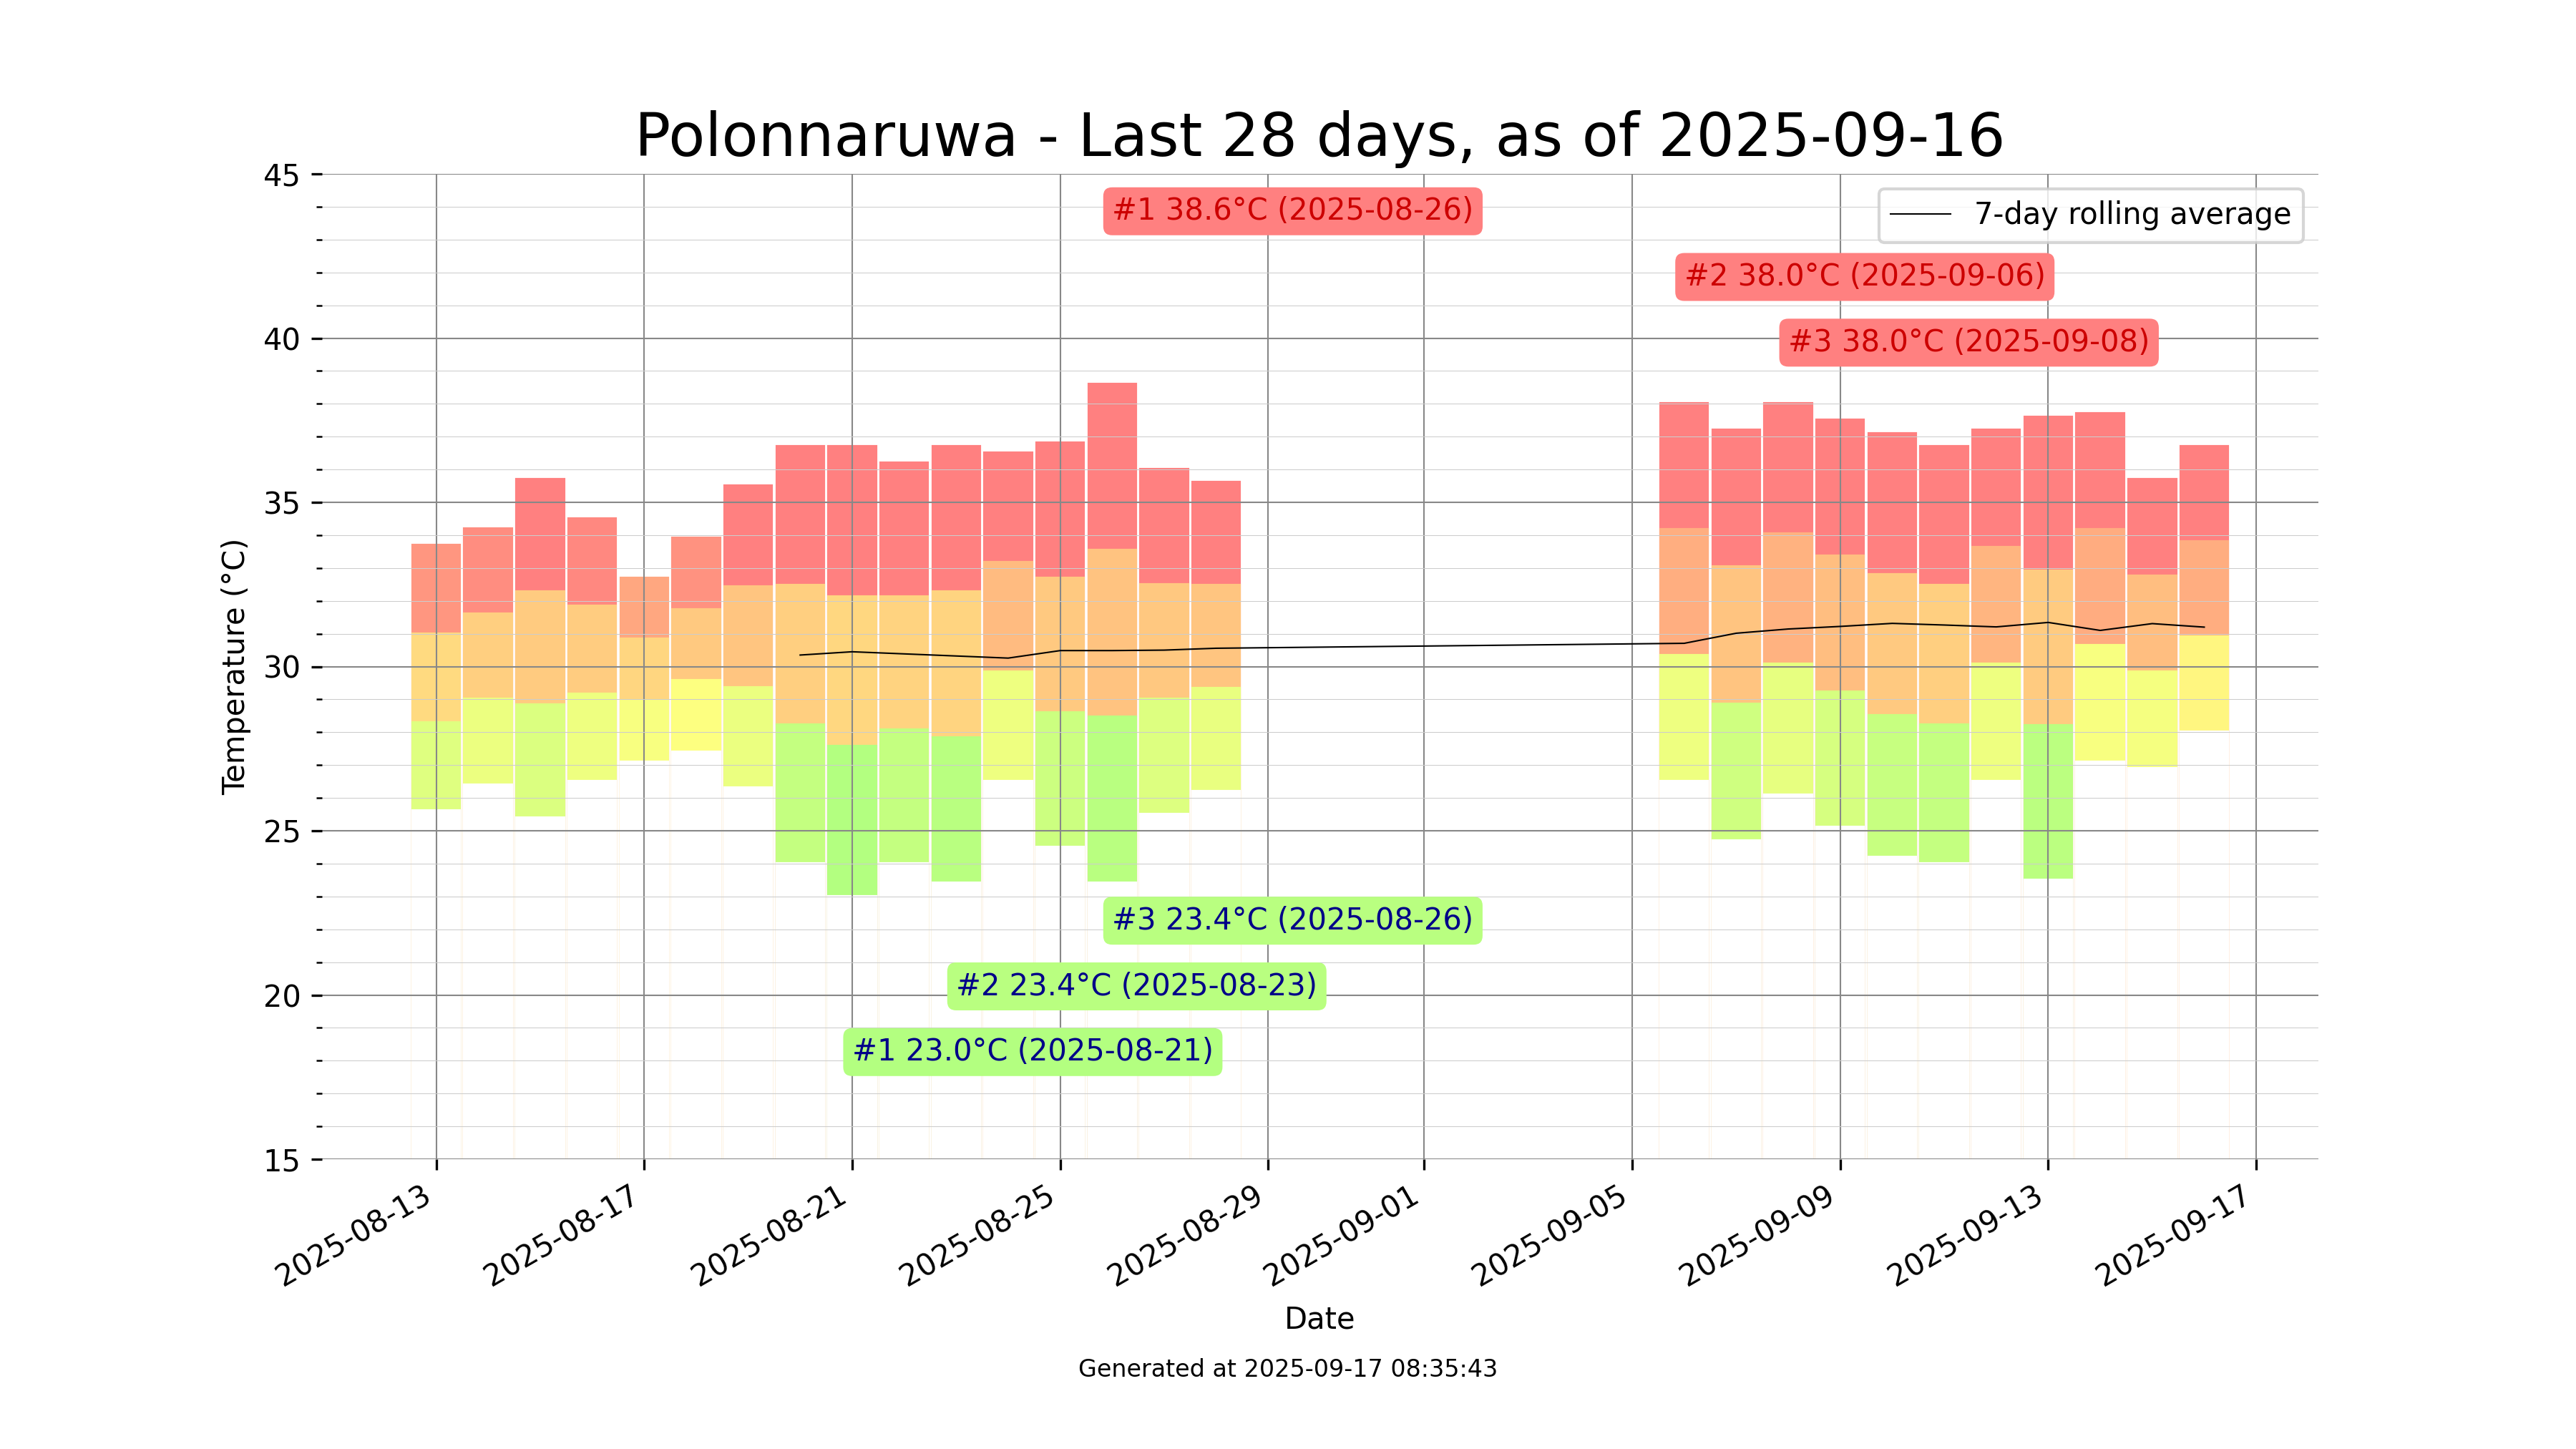 Polonnaruwa - Last 28 days, as of 2025-09-16
45
40
35
30
25
20
15
Temperature (°C)
7-day rolling average
#1 38.6°C (2025-08-26)
#2 38.0°C (2025-09-06)
#3 38.0°C (2025-09-08)
#3 23.4°C (2025-08-26)
#2 23.4°C (2025-08-23)
#1 23.0°C (2025-08-21)
2025-08-13
2025-08-17
2025-08-21
2025-08-25
2025-08-29
2025-09-01
2025-09-05
2025-09-09
2025-09-13
2025-09-17
Date
Generated at 2025-09-17 08:35:43